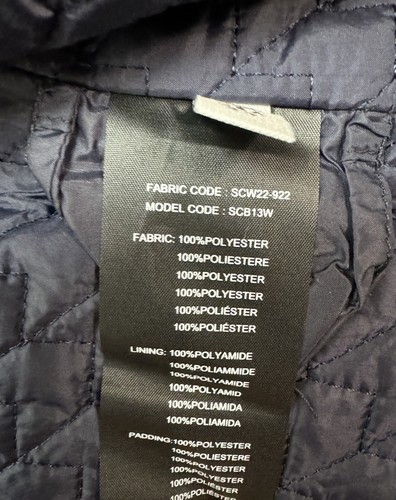 FABRIC CODE : SCW22-922
MODEL CODE : SCB13W
FABRIC: 100%POLYESTER
100%POLIESTERE
100%POLYESTER
100%POLYESTER
100%POLIÉSTER
100%POLIÉSTER
LINING: 100%POLYAMIDE
100%POLIAMMIDE
100%POLYAMIDE
100%POLYAMID
100%POLIAMIDA
100%POLIAMIDA
PADDING: 100%POLYESTER
100%POLIESTERE
100%POLYESTER
100%POLYESTER
100%POLIÉSTER